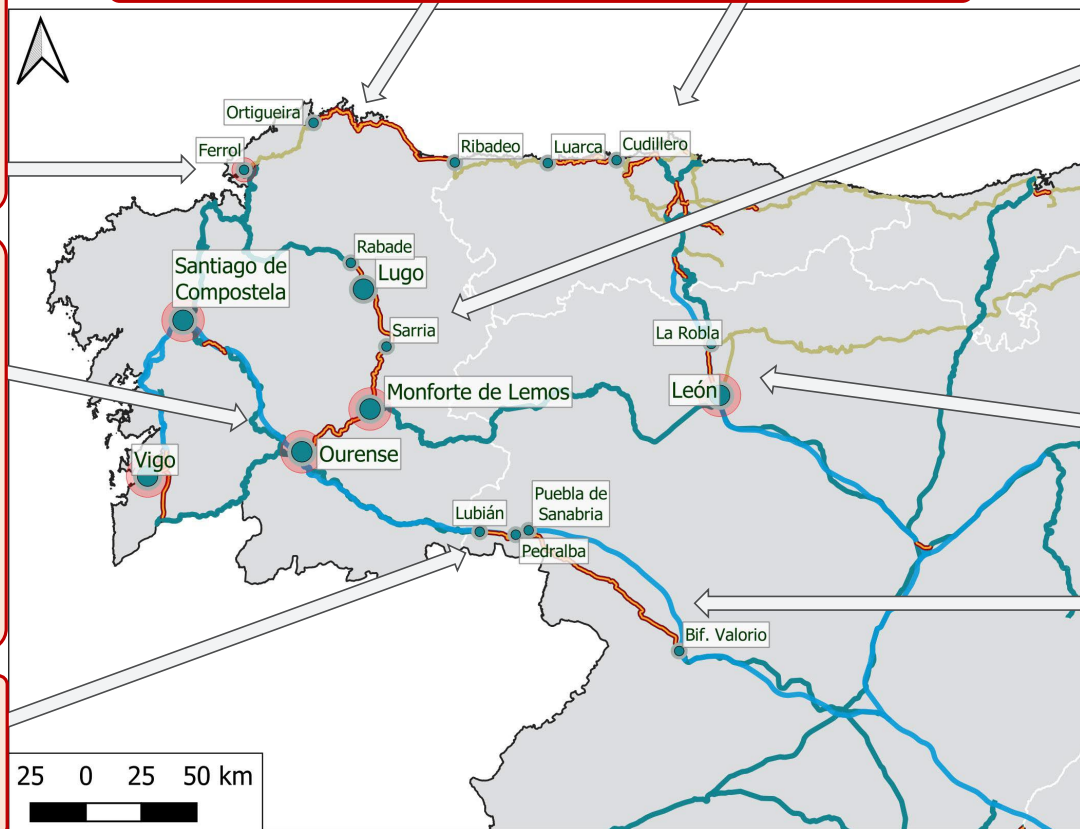 Ortigueira
Ferrol
Ribadeo
Luarca
Cudillero
Rabade
Lugo
Santiago de
Compostela
Sarria
La Robla
Monforte de Lemos
León
Vigo
Ourense
Lubián
Puebla de
Sanabria
Pedralba
Bif. Valorio
25 0 25 50 km